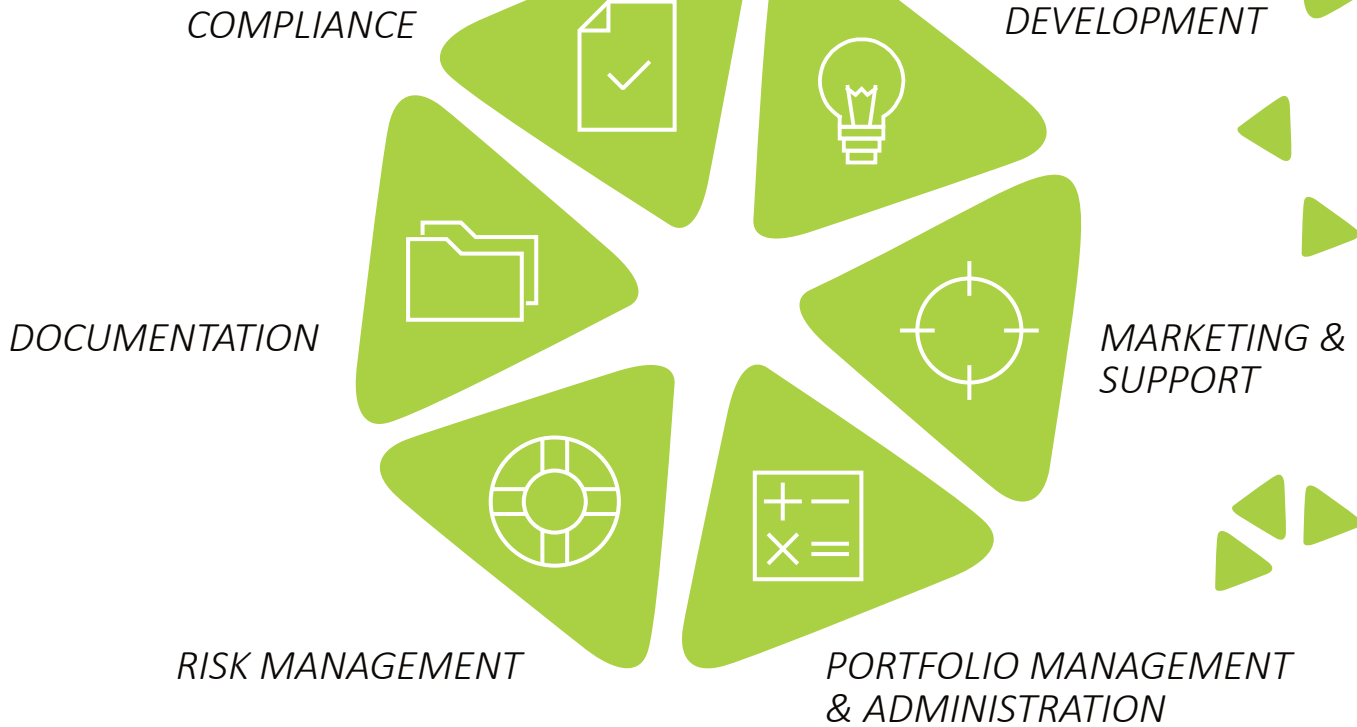 COMPLIANCE
DEVELOPMENT
DOCUMENTATION
MARKETING &
SUPPORT
RISK MANAGEMENT
PORTFOLIO MANAGEMENT
& ADMINISTRATION